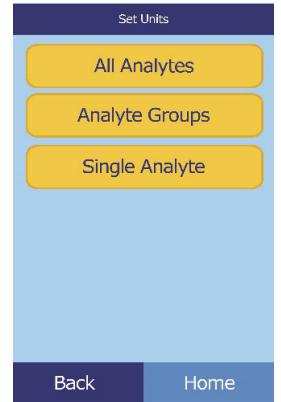 Set Units
All Analytes
Analyte Groups
Single Analyte
Back Home